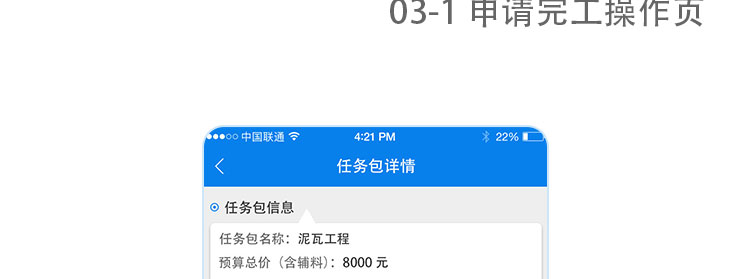 03-1 申请完工操作页
中国联通 4:21 PM 22%
任务包详情
任务包信息
任务包名称：泥瓦工程
预算总价（含辅料）：8000 元